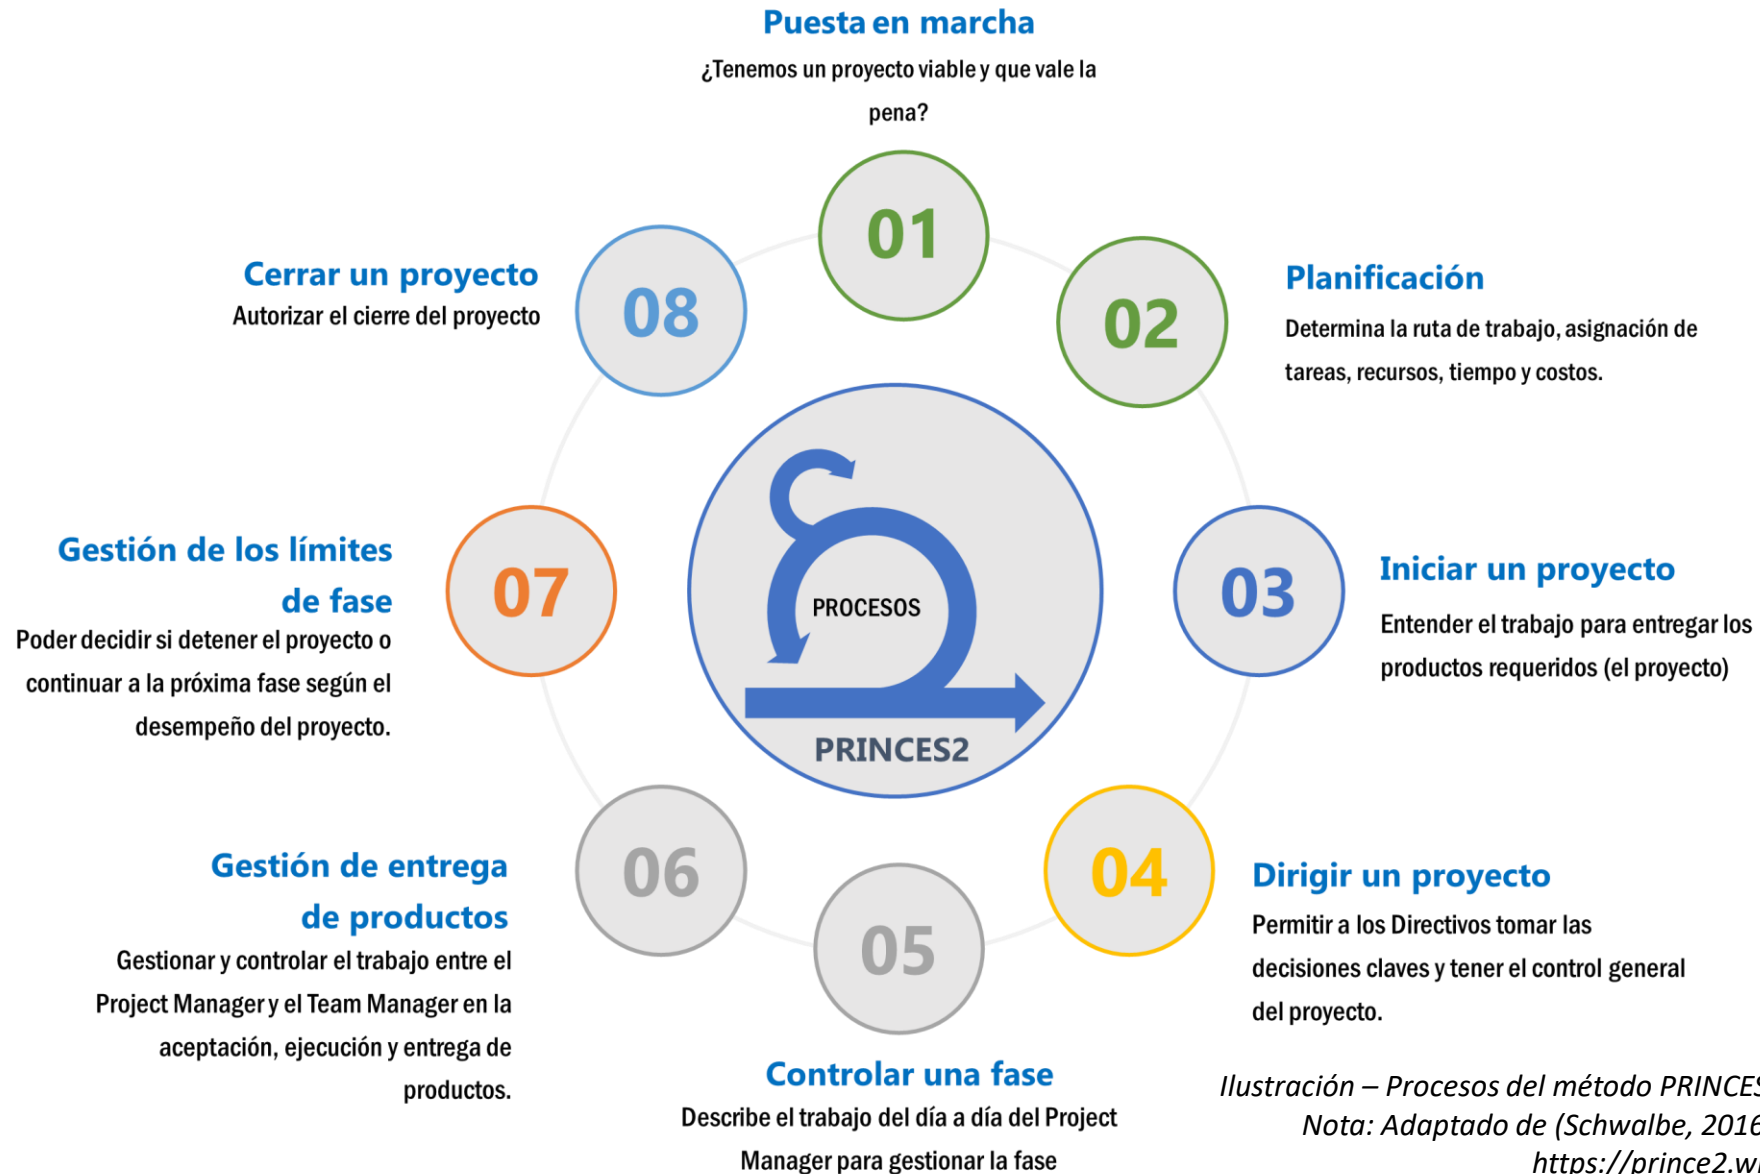 Puesta en marcha
¿Tenemos un proyecto viable y que vale la
pena?
01
02
Planificación
Determina la ruta de trabajo, asignación de
tareas, recursos, tiempo y costos.
03
Iniciar un proyecto
Entender el trabajo para entregar los
productos requeridos (el proyecto)
04
Dirigir un proyecto
Permitir a los Directivos tomar las
decisiones claves y tener el control general
del proyecto.
05
Controlar una fase
Describe el trabajo del día a día del Project
Manager para gestionar la fase
06
Gestión de entrega
de productos
Gestionar y controlar el trabajo entre el
Project Manager y el Team Manager en la
aceptación, ejecución y entrega de
productos.
07
Gestión de los límites
de fase
Poder decidir si detener el proyecto o
continuar a la próxima fase según el
desempeño del proyecto.
08
Cerrar un proyecto
Autorizar el cierre del proyecto
PROCESOS
PRINCES2
Ilustración – Procesos del método PRINCES
Nota: Adaptado de (Schwalbe, 2016
https://prince2.wi